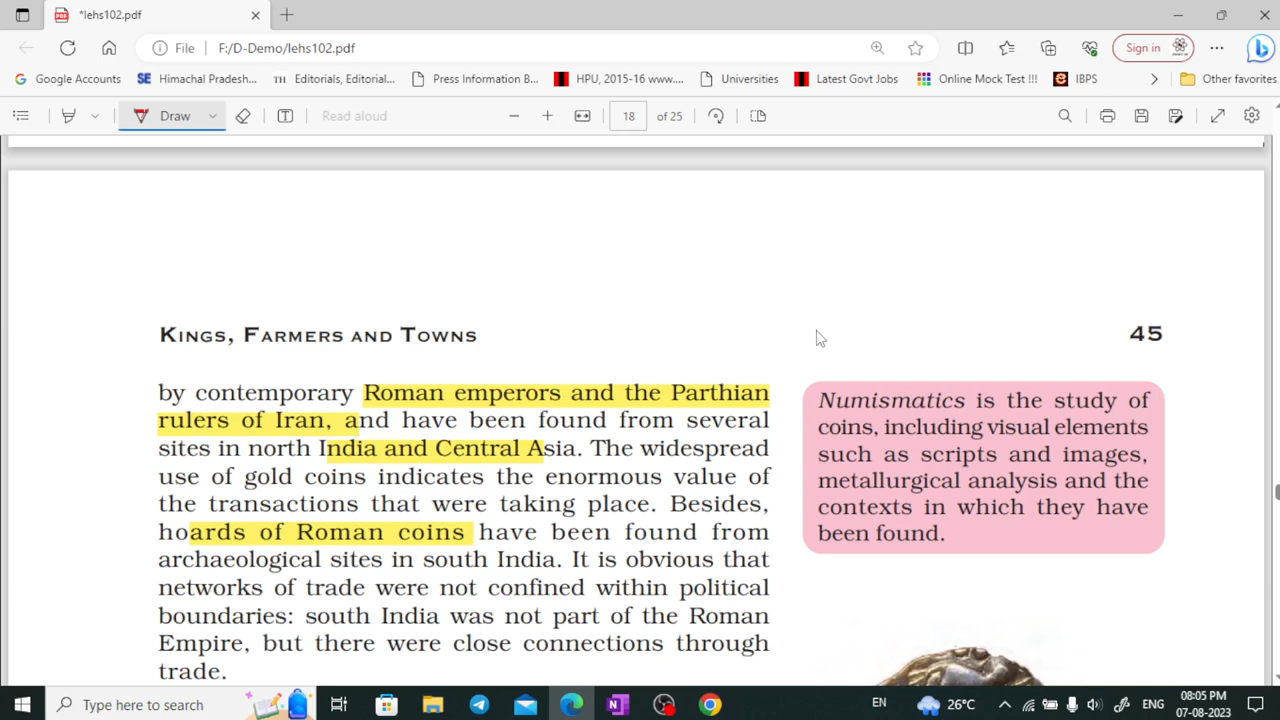 *lehs102.pdf
File F:/D-Demo/lehs102.pdf Sign in
Google Accounts SE Himachal Pradesh... TH Editorials, Editorial... Press Information B... HPU, 2015-16 www.... Universities Latest Govt Jobs Online Mock Test !!! IBPS Other favorites
Draw Read aloud 18 of 25
KINGS, FARMERS AND TOWNS 45
by contemporary Roman emperors and the Parthian
rulers of Iran, and have been found from several
sites in north India and Central Asia. The widespread
use of gold coins indicates the enormous value of
the transactions that were taking place. Besides,
hoards of Roman coins have been found from
archaeological sites in south India. It is obvious that
networks of trade were not confined within political
boundaries: south India was not part of the Roman
Empire, but there were close connections through
trade.
Numismatics is the study of
coins, including visual elements
such as scripts and images,
metallurgical analysis and the
contexts in which they have
been found.
Type here to search EN 26°C ENG 08:05 PM
07-08-2023